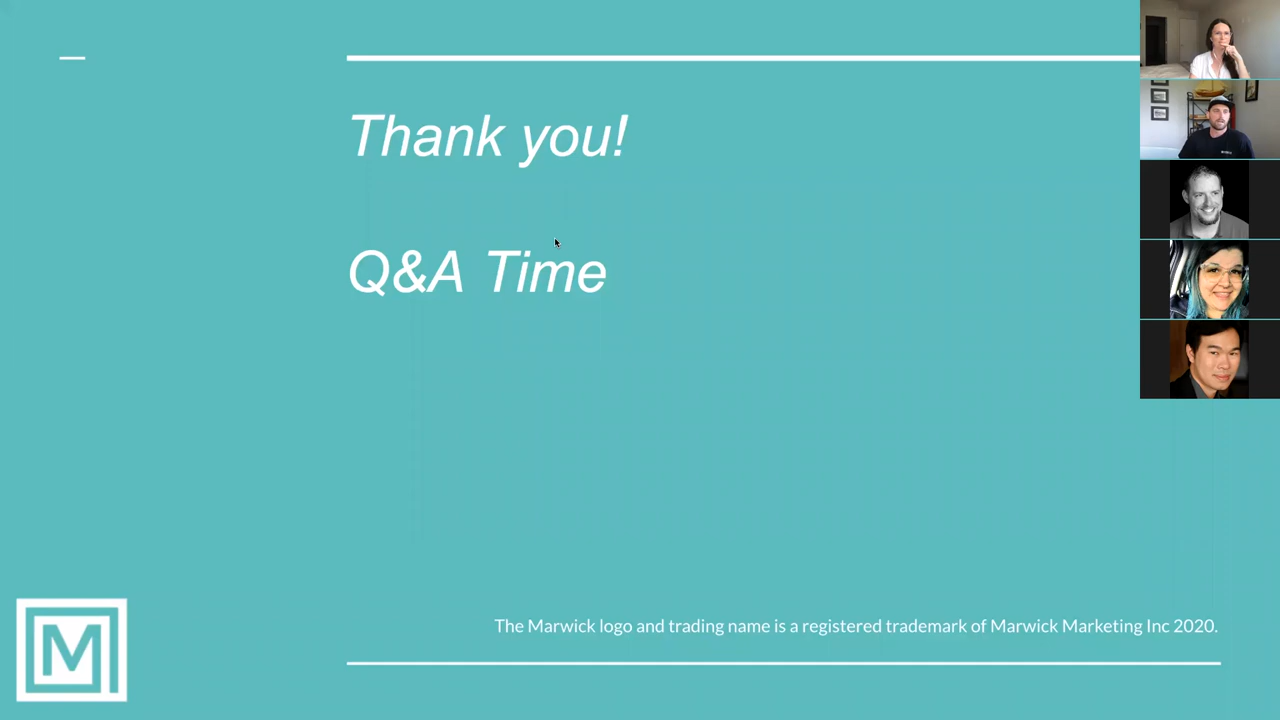 Thank you!
Q&A Time
M
The Marwick logo and trading name is a registered trademark of Marwick Marketing Inc 2020.